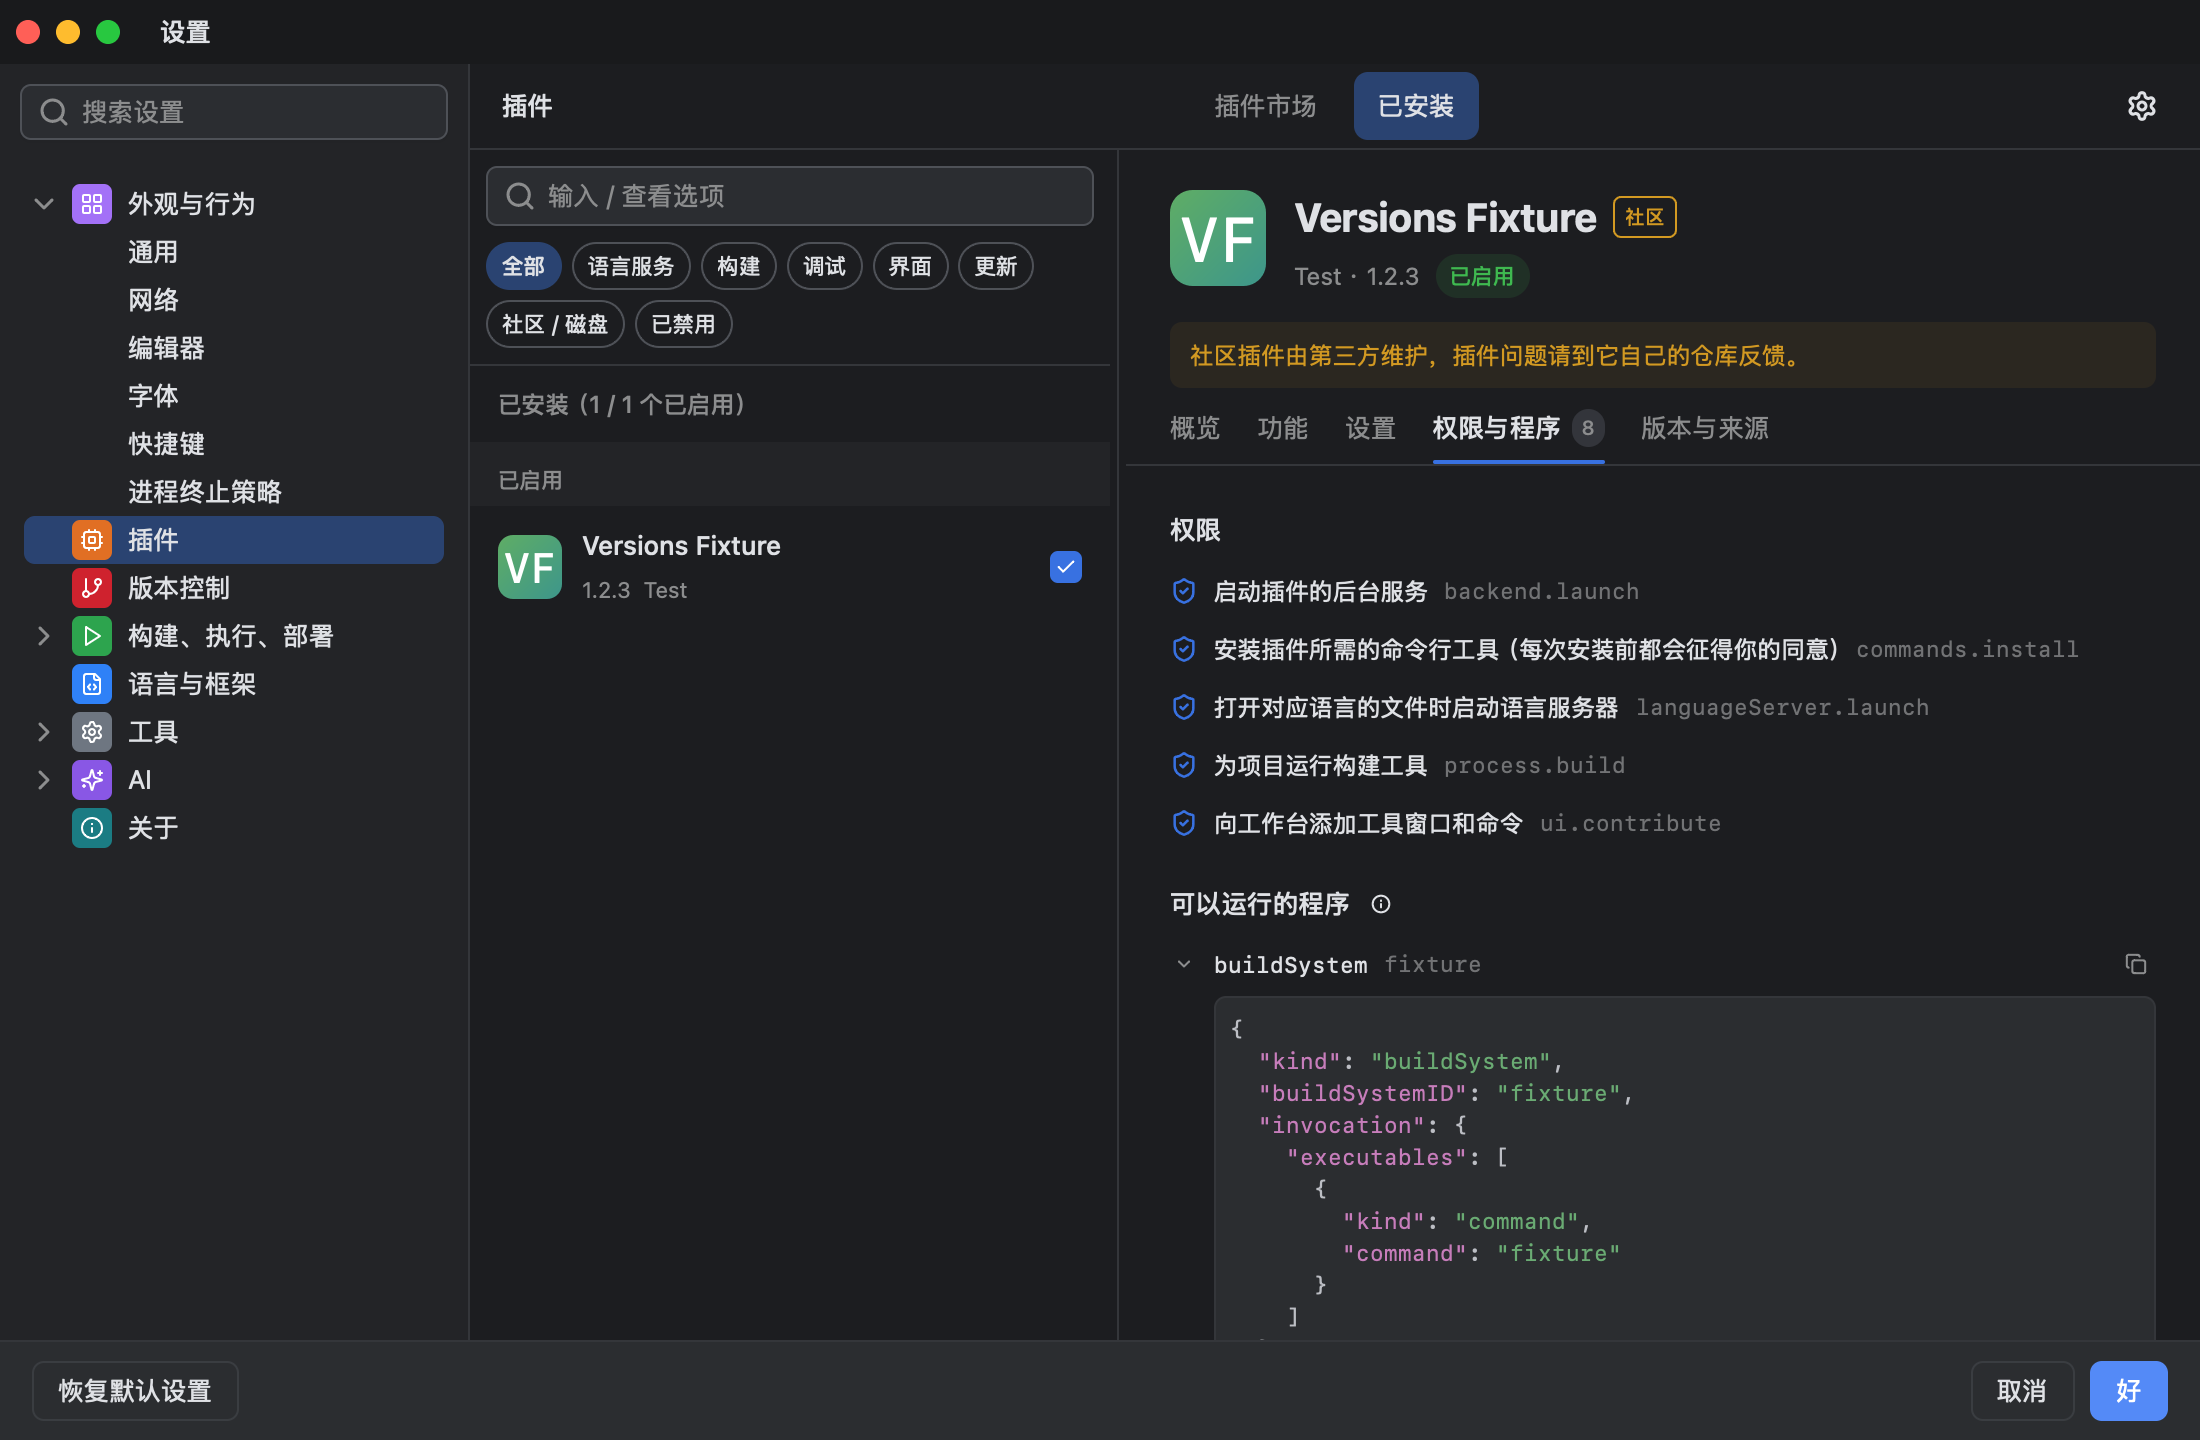 设置
搜索设置
外观与行为
通用
网络
编辑器
字体
快捷键
进程终止策略
插件
版本控制
构建、执行、部署
语言与框架
工具
AI
关于
插件
插件市场
已安装
输入 / 查看选项
全部 语言服务 构建 调试 界面 更新
社区 / 磁盘 已禁用
已安装（1 / 1 个已启用）
已启用
VF
Versions Fixture
1.2.3 Test
VF
Versions Fixture 社区
Test · 1.2.3 已启用
社区插件由第三方维护，插件问题请到它自己的仓库反馈。
概览 功能 设置 权限与程序 8 版本与来源
权限
启动插件的后台服务 backend.launch
安装插件所需的命令行工具（每次安装前都会征得你的同意） commands.install
打开对应语言的文件时启动语言服务器 languageServer.launch
为项目运行构建工具 process.build
向工作台添加工具窗口和命令 ui.contribute
可以运行的程序
buildSystem fixture
{
"kind": "buildSystem",
"buildSystemID": "fixture",
"invocation": {
"executables": [
{
"kind": "command",
"command": "fixture"
}
]
恢复默认设置
取消
好